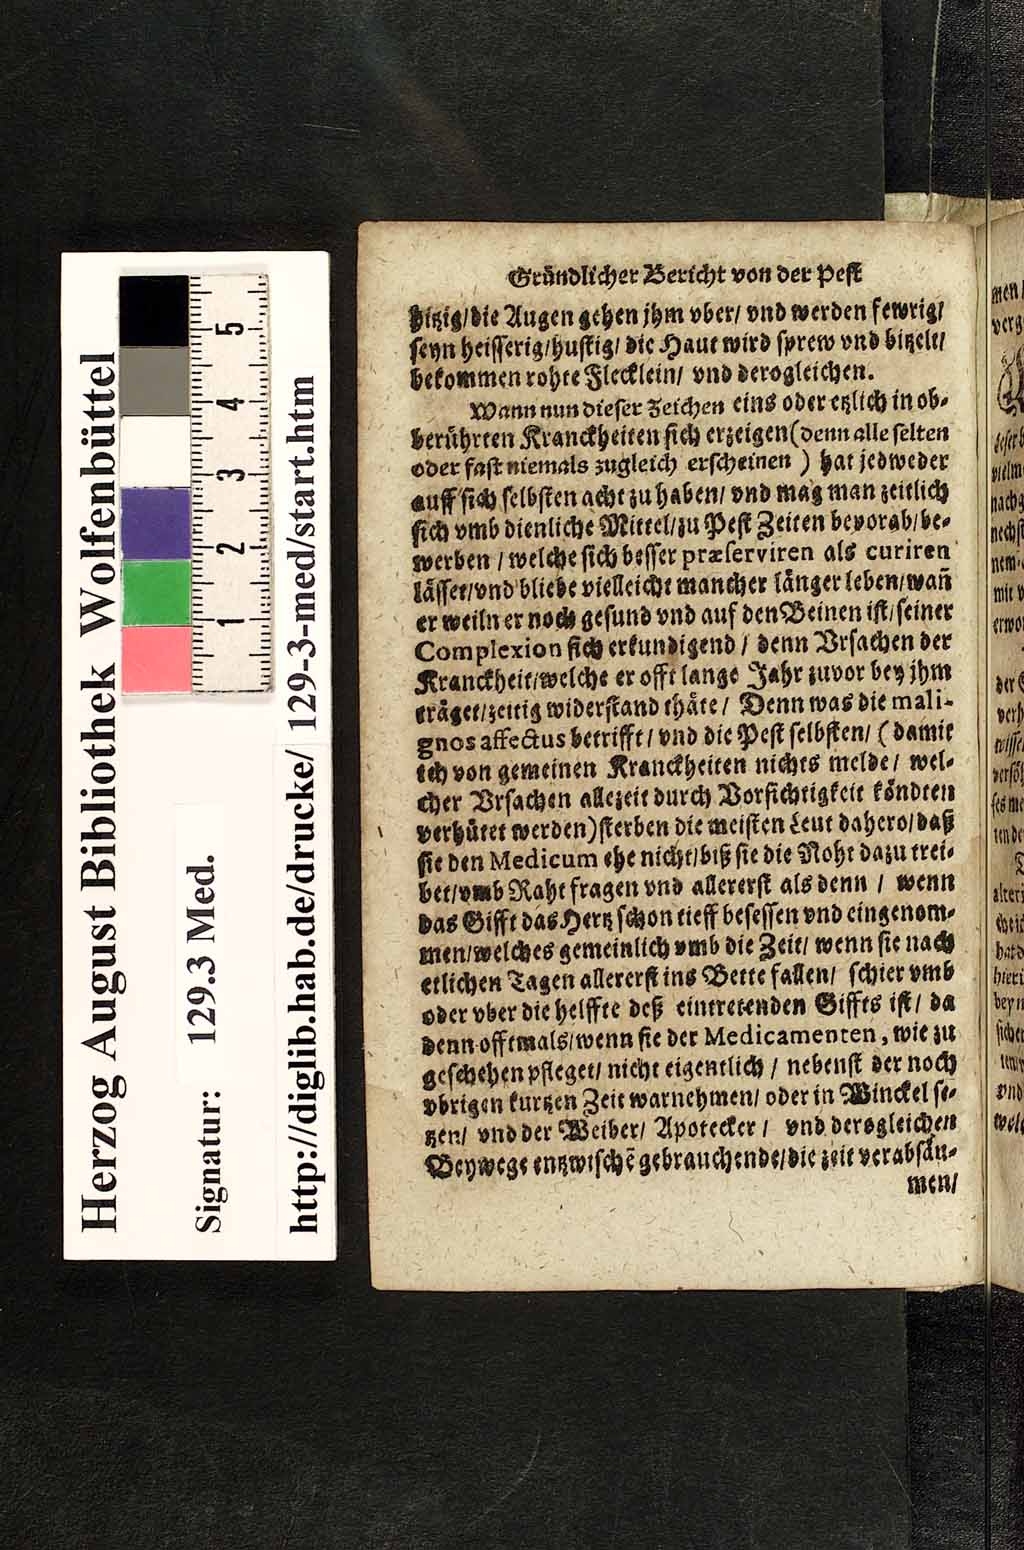 Herzog August Bibliothek Wolfenbüttel
Signatur: 129.3 Med.
http://diglib.hab.de/drucke/ 129-3-med/start.htm
5
4
3
2
1
Gründlicher Bericht von der Pest
hitzig/die Augen gehen jhm vber/ vnd werden fewrig/
seyn heisserig/hustig/ die Haut wird sprew vnd bitzelt/
bekommen rohte Flecklein/ vnd derogleichen.
Wann nun dieser Zeichen eins oder etzlich in ob-
berührten Kranckheiten sich erzeigen(denn alle selten
oder fast niemals zugleich erscheinen ) hat jedweder
auff sich selbsten acht zu haben/ vnd mag man zeitlich
sich vmb dienliche Mittel/zu Pest Zeiten bevorab/be-
werben / welche sich besser præserviren als curiren
lässet/vnd bliebe vielleicht mancher länger leben/wañ
er weiln er noch gesund vnd auf den Beinen ist/seiner
Complexion sich erkundigend / denn Vrsachen der
Kranckheit/welche er offt lange Jahr zuvor bey jhm
träget/zeitig widerstand thäte/ Denn was die mali-
gnos affectus betrifft/ vnd die Pest selbsten/ (damit
ich von gemeinen Kranckheiten nichts melde/ wel-
cher Vrsachen allezeit durch Vorsichtigkeit köndten
verhütet werden)sterben die meisten Leut dahero/daß
sie den Medicum ehe nicht/biß sie die Noht dazu trei-
bet/vmb Raht fragen vnd allererst als denn / wenn
das Gifft das Hertz schon tieff besessen vnd eingenom-
men/welches gemeinlich vmb die Zeit/ wenn sie nach
etlichen Tagen allererst ins Bette fallen/ schier vmb
oder vber die helffte deß eintretenden Giffts ist/ da
denn offtmals/wenn sie der Medicamenten, wie zu
geschehen pfleget/ nicht eigentlich / nebenst der noch
vbrigen kurtzen Zeit warnehmen/ oder in Winckel se-
tzen/ vnd der Weiber/ Apotecker / vnd derogleichen
Beywege entzwischẽ gebrauchende/die zeit verabsäu-
men/